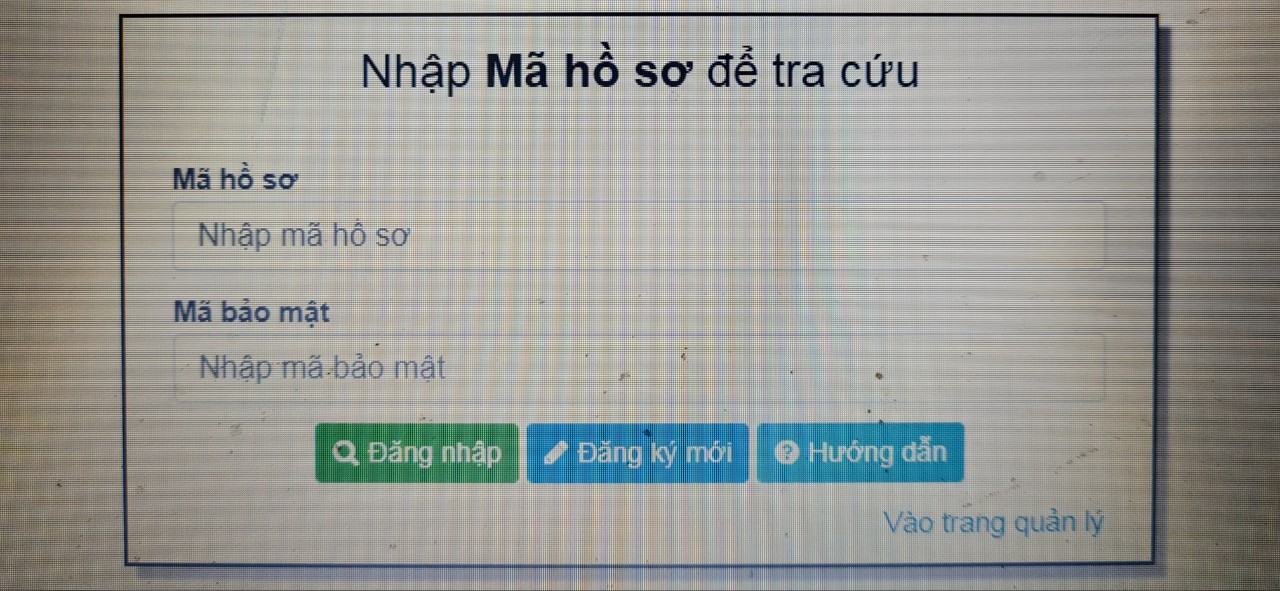 Nhập Mã hồ sơ để tra cứu
Mã hồ sơ
Nhập mã hồ sơ
Mã bảo mật
Nhập mã bảo mật
Đăng nhập Đăng ký mới Hướng dẫn
Vào trang quản lý